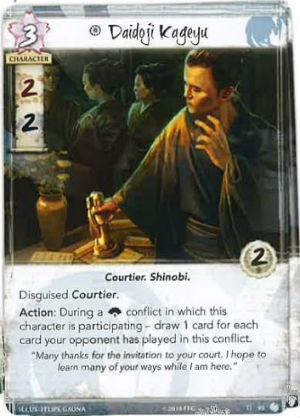 3
Daidoji Kageyu
CHARACTER
2
2
2
Courtier. Shinobi.
Disguised Courtier.
Action: During a conflict in which this
character is participating – draw 1 card for each
card your opponent has played in this conflict.
"Many thanks for the invitation to your court. I hope to
learn many of your ways while I am here."
ILLUS: FELIPE GAONA
FFG